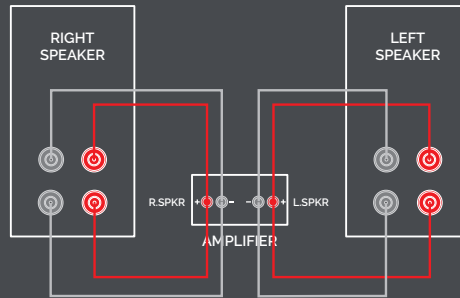 RIGHT
SPEAKER
LEFT
SPEAKER
R.SPKR + - - + L.SPKR
AMPLIFIER